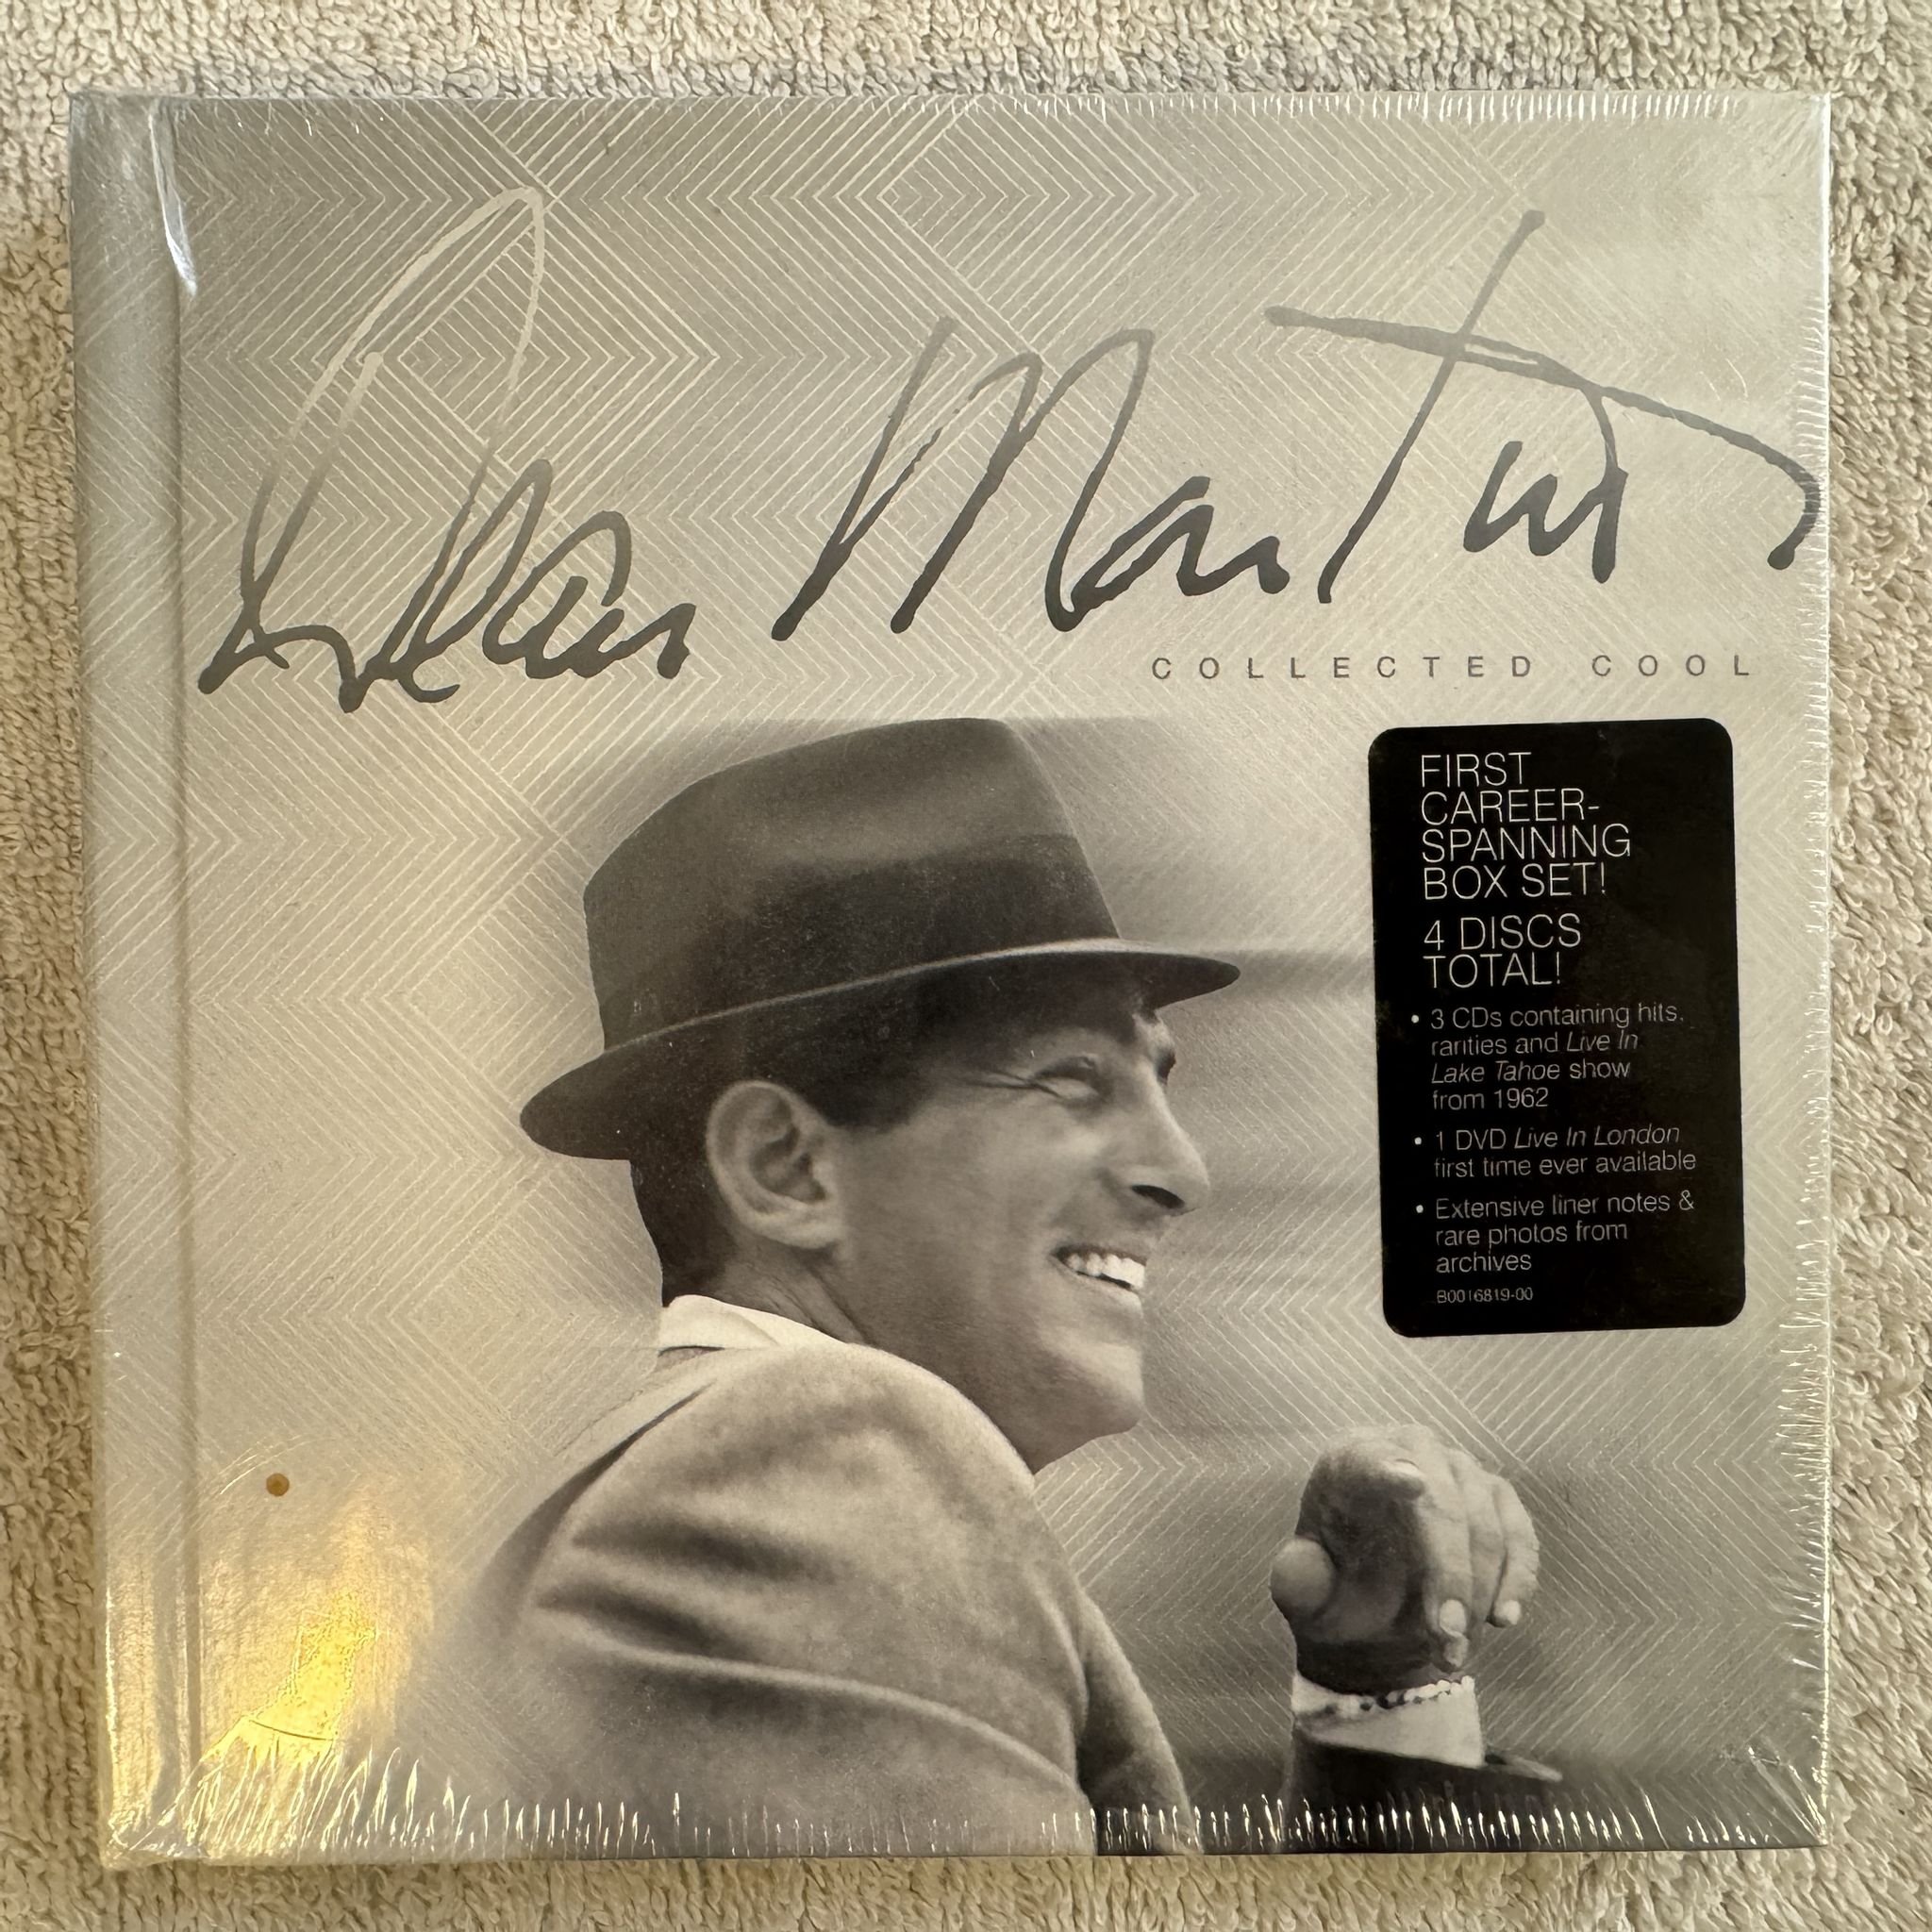 Dean Martin
COLLECTED COOL
FIRST
CAREER-
SPANNING
BOX SET!
4 DISCS
TOTAL!
• 3 CDs containing hits,
rarities and Live In
Lake Tahoe show
from 1962
• 1 DVD Live In London
first time ever available
• Extensive liner notes &
rare photos from
archives
B0016819-00